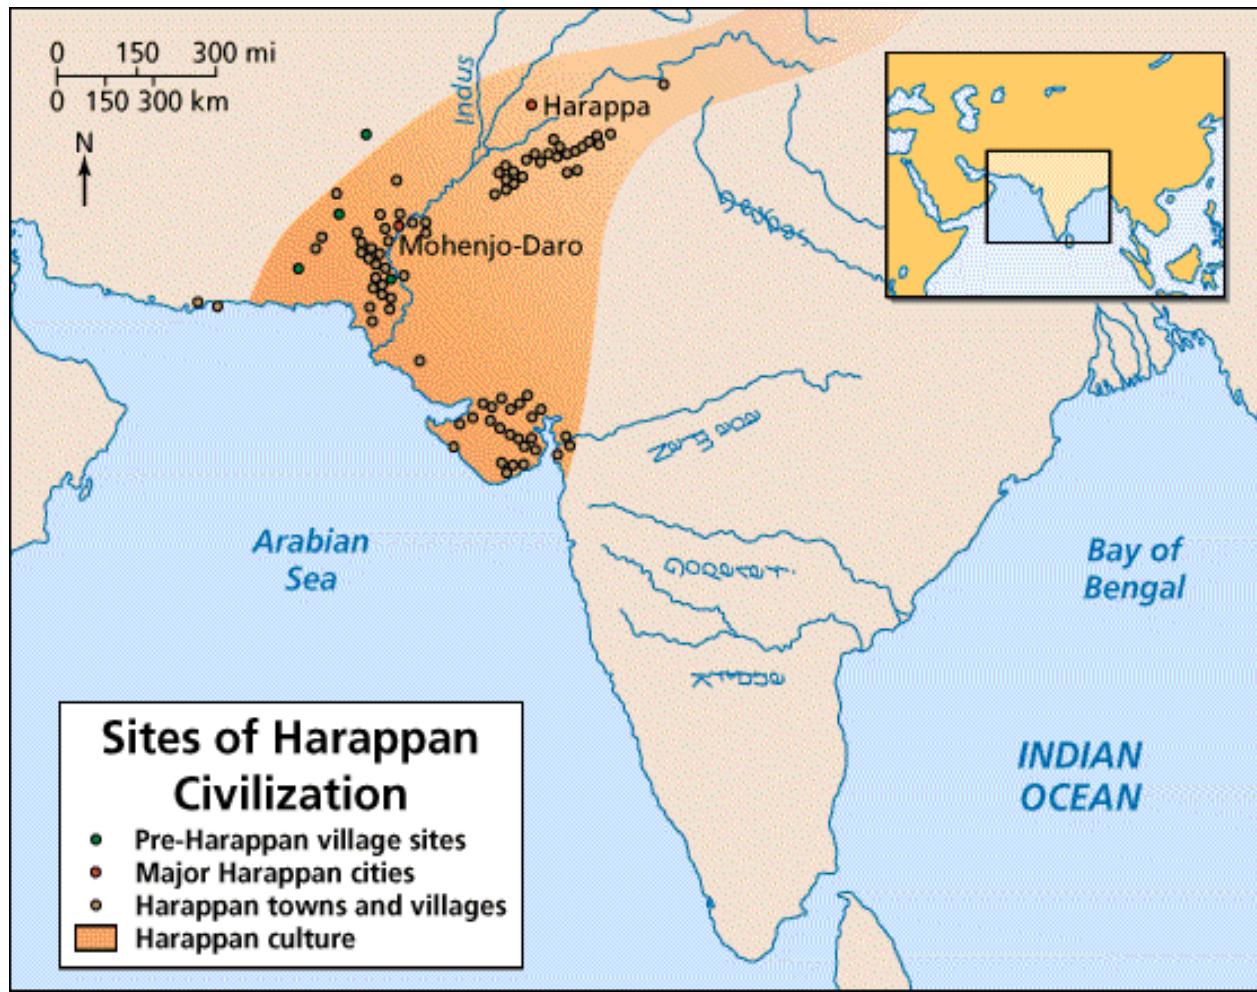 0 150 300 mi
0 150 300 km
N
Indus
Harappa
Mohenjo-Daro
Arabian
Sea
Bay of
Bengal
INDIAN
OCEAN
Sites of Harappan
Civilization
Pre-Harappan village sites
Major Harappan cities
Harappan towns and villages
Harappan culture